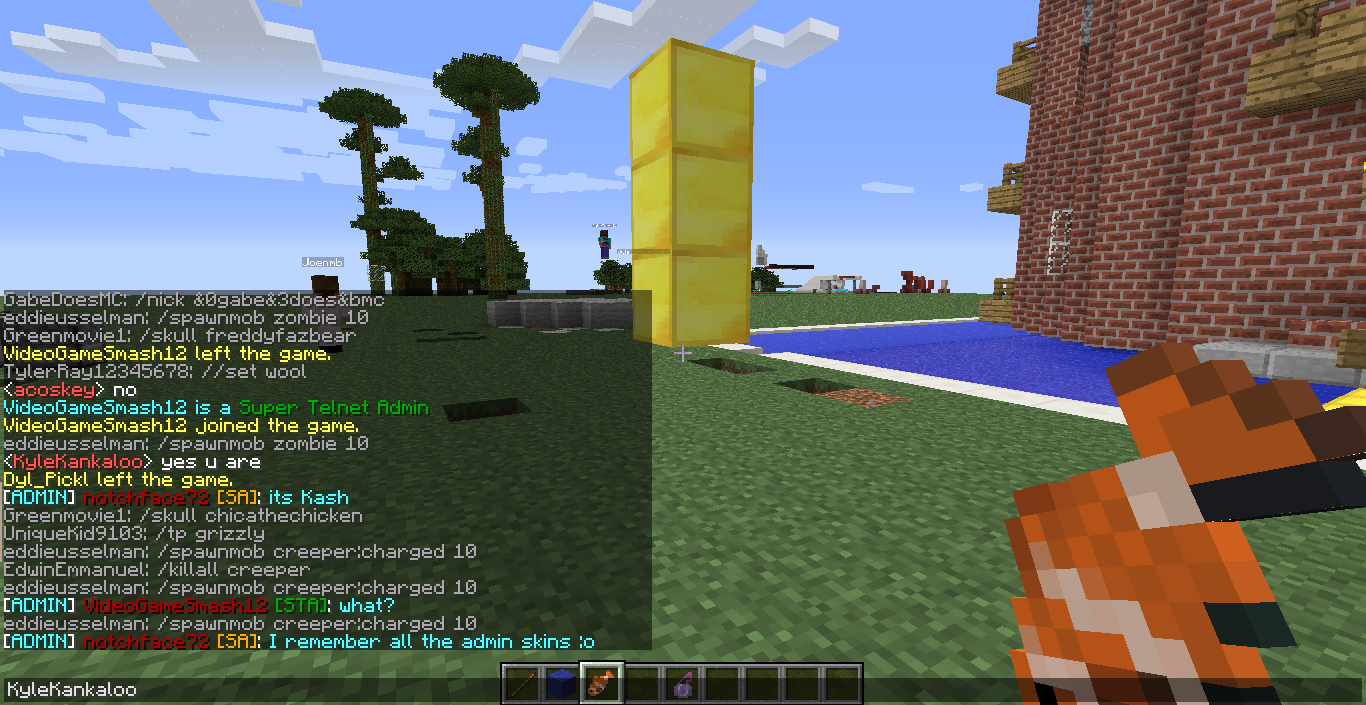 Joenmb
GabeDoesMC: /nick &0gabe&3does&bmc
eddieusselman: /spawnmob zombie 10
Greenmovie1: /skull freddyfazbear
VideoGameSmash12 left the game.
TylerRay12345678: //set wool
<acoskey> no
VideoGameSmash12 is a Super Telnet Admin
VideoGameSmash12 joined the game.
eddieusselman: /spawnmob zombie 10
<KyleKankaloo> yes u are
Dyl_Pickl left the game.
[ADMIN] notchface72 [SA]: its Kash
Greenmovie1: /skull chicathechicken
UniqueKid9103: /tp grizzly
eddieusselman: /spawnmob creeper:charged 10
EdwinEmmanuel: /killall creeper
eddieusselman: /spawnmob creeper:charged 10
[ADMIN] VideoGameSmash12 [STA]: what?
eddieusselman: /spawnmob creeper:charged 10
[ADMIN] notchface72 [SA]: I remember all the admin skins :o
KyleKankaloo